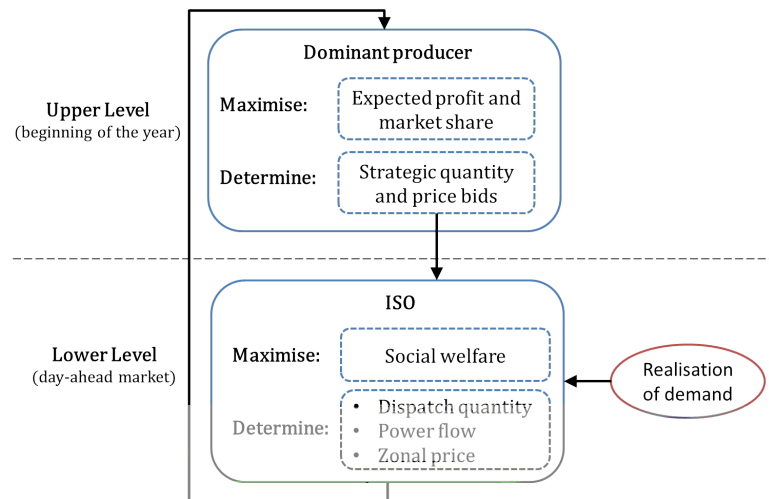 Dominant producer
Maximise:
Expected profit and
market share
Upper Level
(beginning of the year)
Determine:
Strategic quantity
and price bids
ISO
Lower Level
(day-ahead market)
Maximise:
Social welfare
Realisation
of demand
Determine:
• Dispatch quantity
• Power flow
• Zonal price